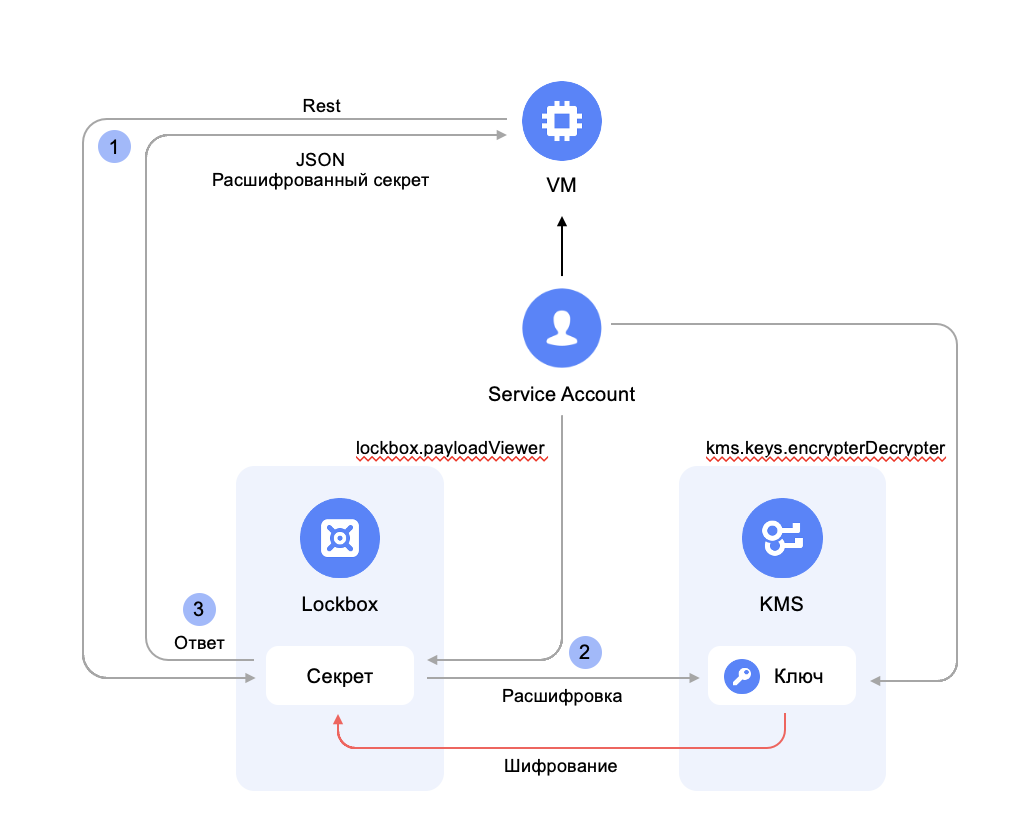 Rest
1
JSON
Расшифрованный секрет
VM
Service Account
lockbox.payloadViewer
kms.keys.encrypterDecrypter
Lockbox
KMS
3
Ответ
2
Секрет
Ключ
Расшифровка
Шифрование